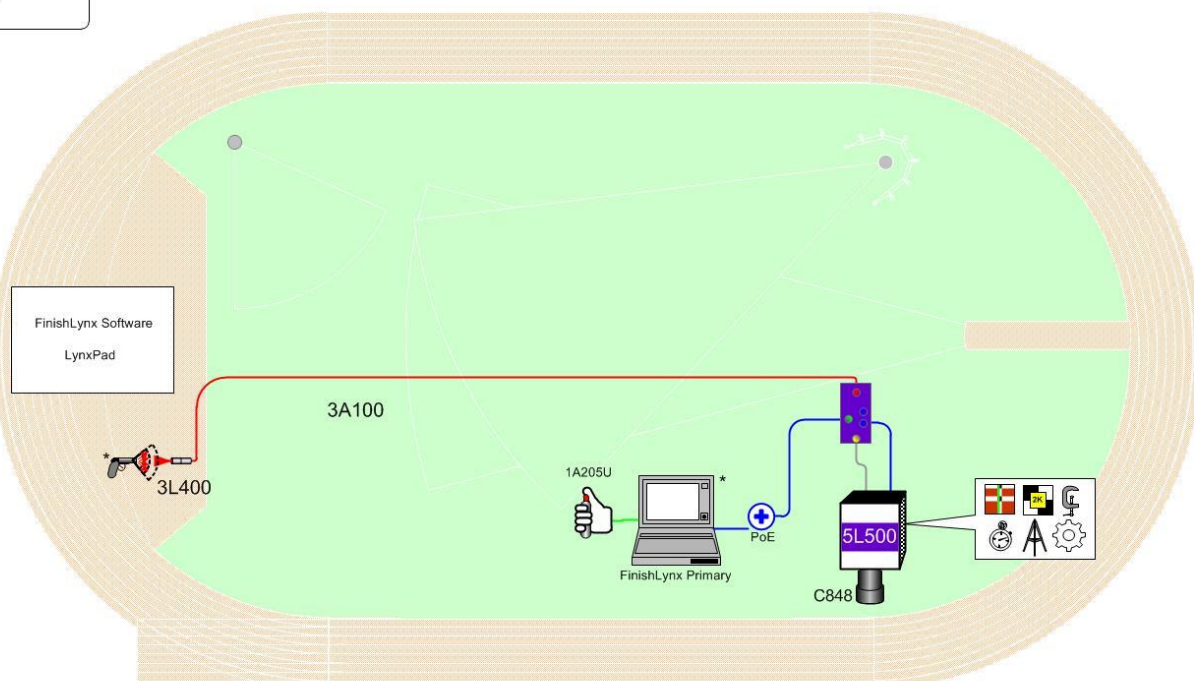 FinishLynx Software
LynxPad
3A100
*
3L400
1A205U
*
PoE
FinishLynx Primary
5L500
2K
C848